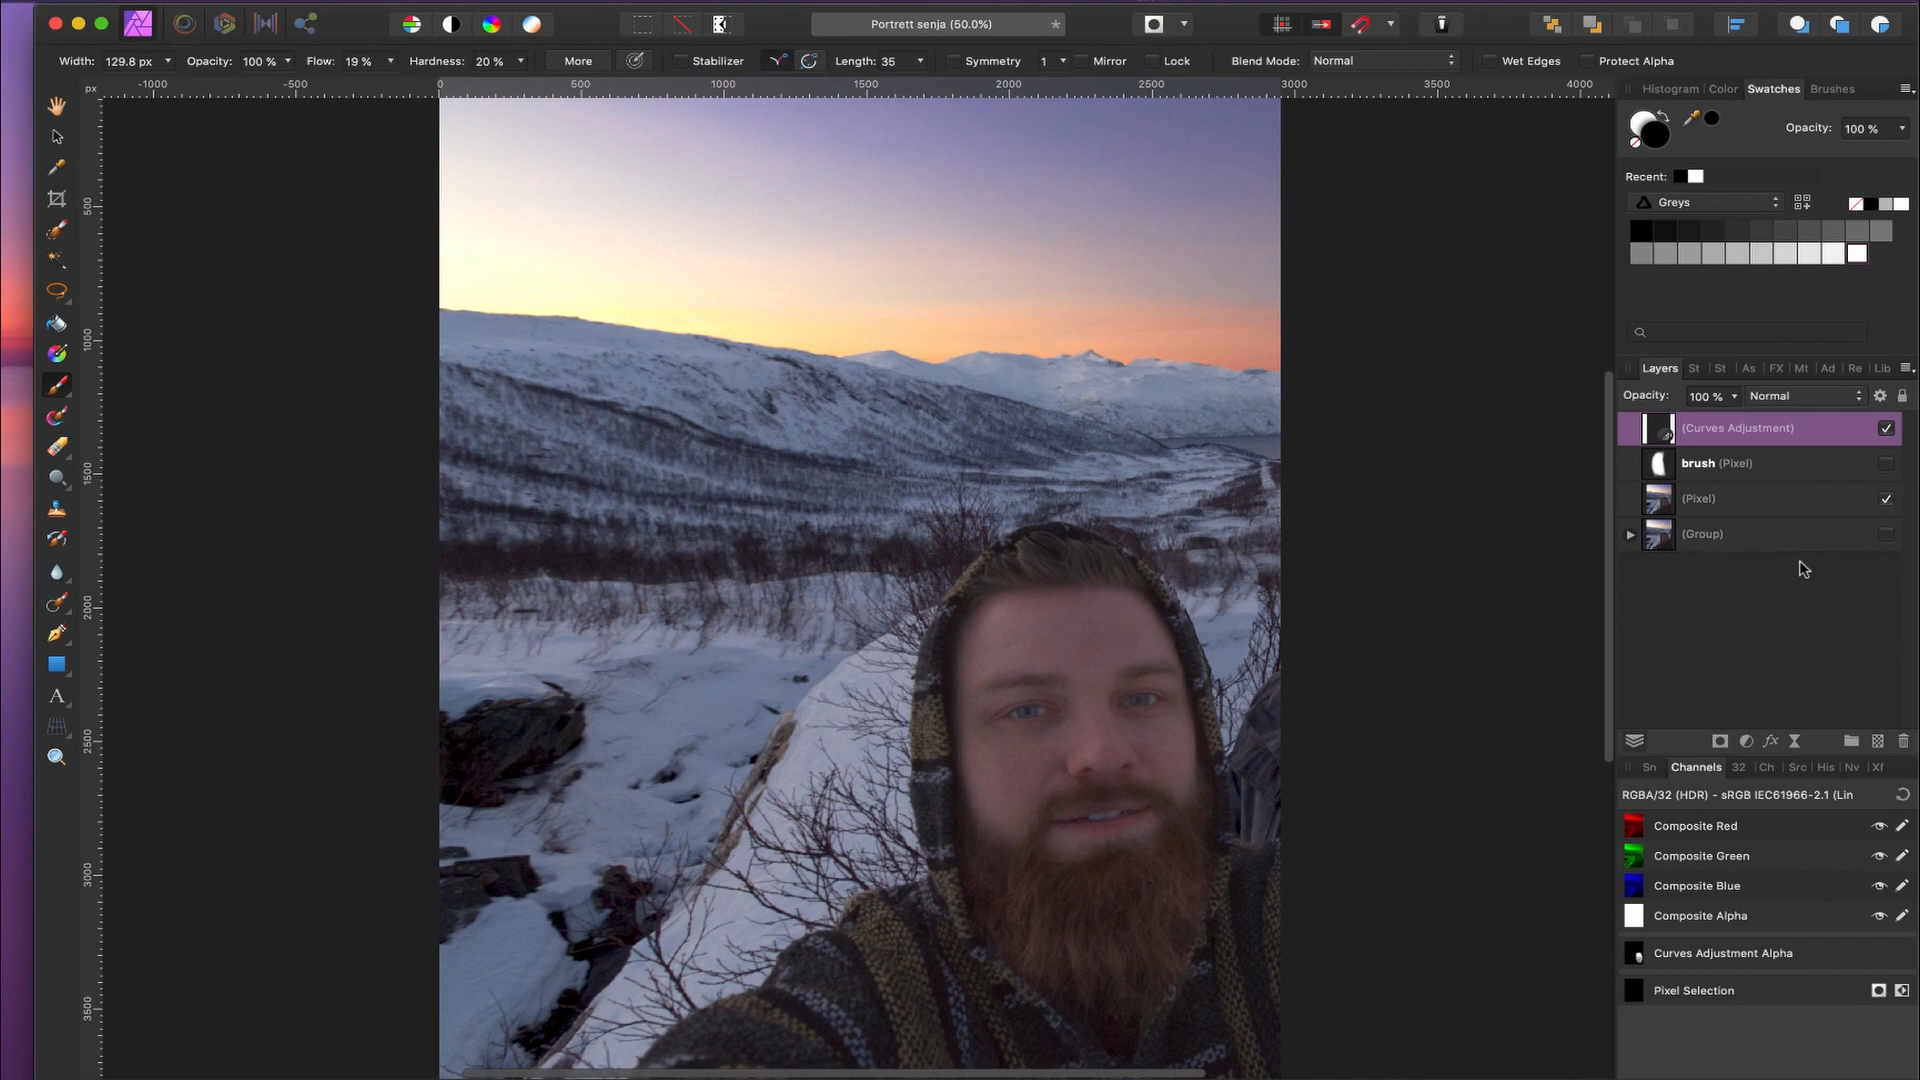 Portrett senja (50.0%)
Width: 129.8 px Opacity: 100 % Flow: 19 % Hardness: 20 % More Stabilizer Length: 35 Symmetry 1 Mirror Lock Blend Mode: Normal Wet Edges Protect Alpha
px -1000 -500 0 500 1000 1500 2000 2500 3000 3500 4000
500
1000
1500
2000
2500
3000
3500
Histogram Color Swatches Brushes
Opacity: 100 %
Recent:
Greys
Layers St St As FX Mt Ad Re Lib
Opacity: 100 % Normal
(Curves Adjustment)
brush (Pixel)
(Pixel)
(Group)
fx
Sn Channels 32 Ch Src His Nv Xf
RGBA/32 (HDR) - sRGB IEC61966-2.1 (Lin
Composite Red
Composite Green
Composite Blue
Composite Alpha
Curves Adjustment Alpha
Pixel Selection